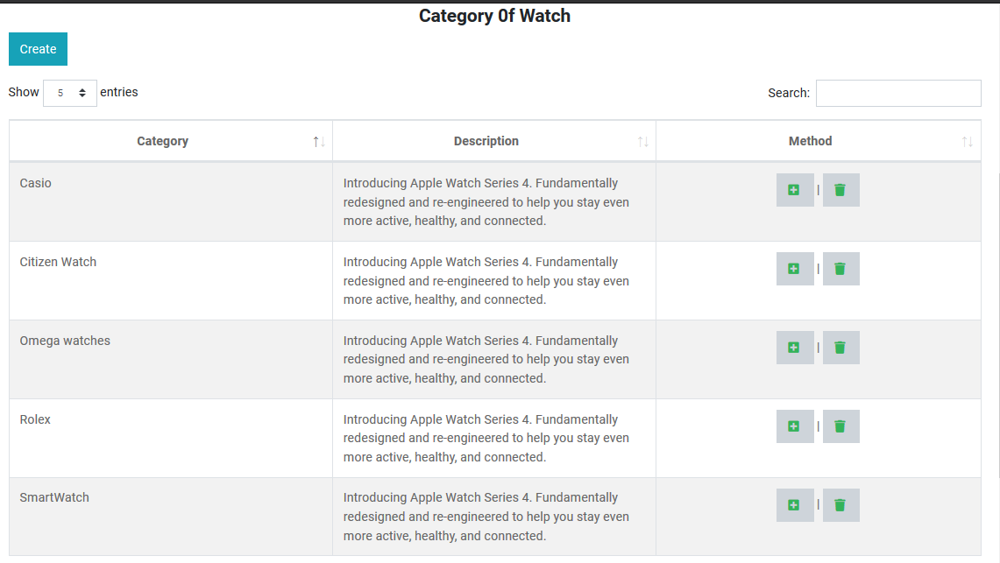 Category 0f Watch
Create
Show 5 entries
Search:
Category Description Method
Casio
Introducing Apple Watch Series 4. Fundamentally
redesigned and re-engineered to help you stay even
more active, healthy, and connected.
|
Citizen Watch
Introducing Apple Watch Series 4. Fundamentally
redesigned and re-engineered to help you stay even
more active, healthy, and connected.
|
Omega watches
Introducing Apple Watch Series 4. Fundamentally
redesigned and re-engineered to help you stay even
more active, healthy, and connected.
|
Rolex
Introducing Apple Watch Series 4. Fundamentally
redesigned and re-engineered to help you stay even
more active, healthy, and connected.
|
SmartWatch
Introducing Apple Watch Series 4. Fundamentally
redesigned and re-engineered to help you stay even
more active, healthy, and connected.
|